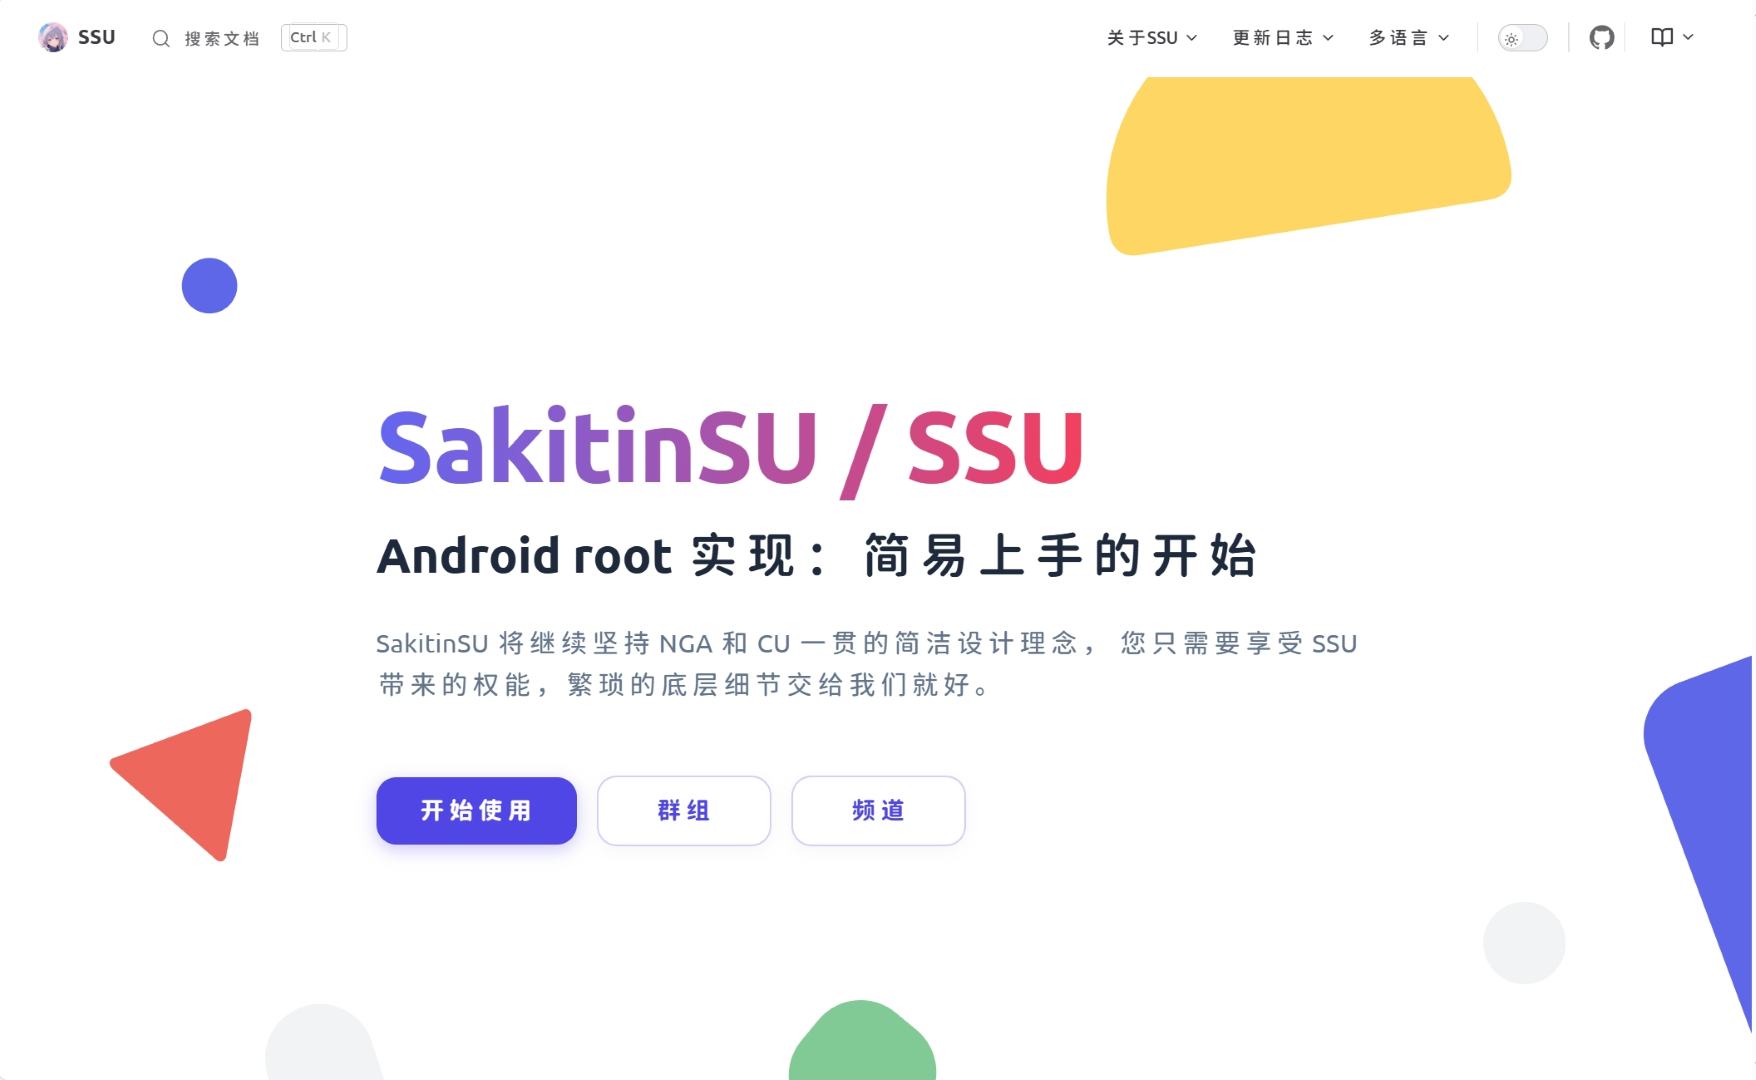 SSU
搜索文档
Ctrl K
关于SSU
更新日志
多语言
SakitinSU / SSU
Android root 实现：简易上手的开始
SakitinSU 将继续坚持 NGA 和 CU 一贯的简洁设计理念，您只需要享受 SSU
带来的权能，繁琐的底层细节交给我们就好。
开始使用
群组
频道